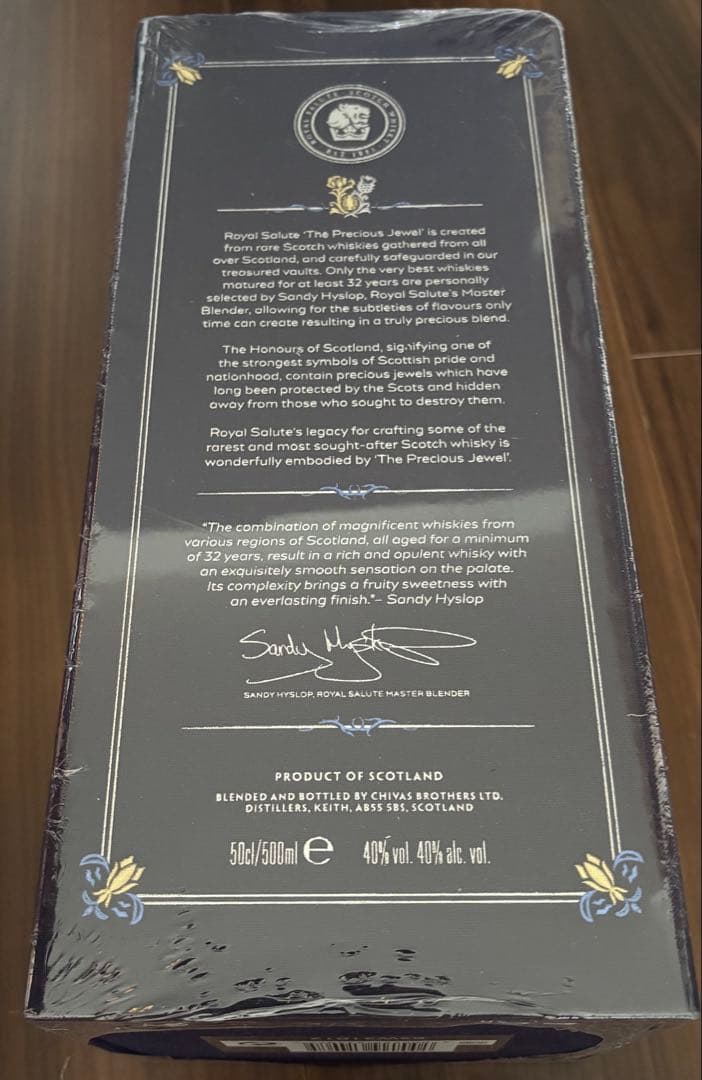 ROYAL SALUTE SCOTCH WHISKY
Royal Salute 'The Precious Jewel' is created
from rare Scotch whiskies gathered from all
over Scotland, and carefully safeguarded in our
treasured vaults. Only the very best whiskies
matured for at least 32 years are personally
selected by Sandy Hyslop, Royal Salute's Master
Blender, allowing for the subtleties of flavours only
time can create resulting in a truly precious blend.
The Honours of Scotland, signifying one of
the strongest symbols of Scottish pride and
nationhood, contain precious jewels which have
long been protected by the Scots and hidden
away from those who sought to destroy them.
Royal Salute's legacy for crafting some of the
rarest and most sought-after Scotch whisky is
wonderfully embodied by 'The Precious Jewel'.
"The combination of magnificent whiskies from
various regions of Scotland, all aged for a minimum
of 32 years, result in a rich and opulent whisky with
an exquisitely smooth sensation on the palate.
Its complexity brings a fruity sweetness with
an everlasting finish."– Sandy Hyslop
Sandy Hyslop
SANDY HYSLOP, ROYAL SALUTE MASTER BLENDER
PRODUCT OF SCOTLAND
BLENDED AND BOTTLED BY CHIVAS BROTHERS LTD.
DISTILLERS, KEITH, AB55 5BS, SCOTLAND
50cl/500ml e 40% vol. 40% alc. vol.